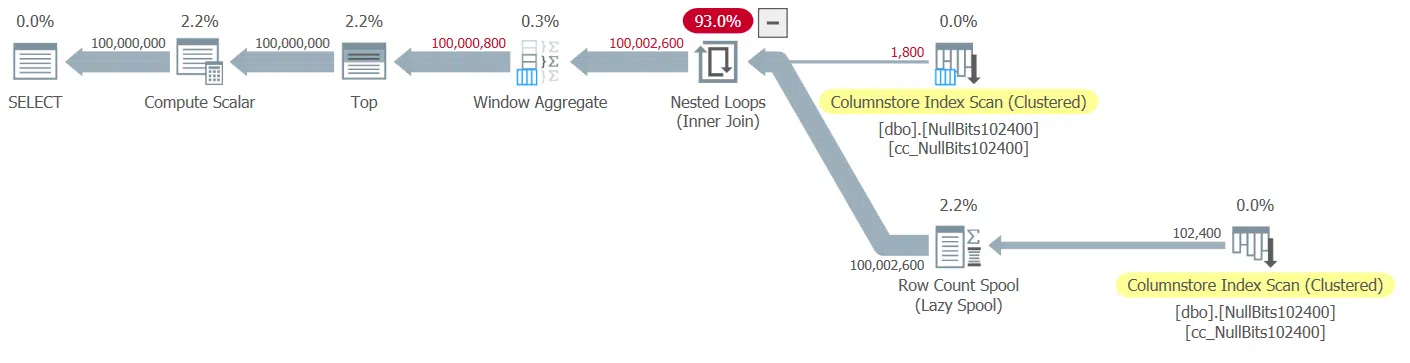 0.0%
2.2%
2.2%
0.3%
93.0%
0.0%
100,000,000
100,000,000
100,000,800
100,002,600
1,800
SELECT
Compute Scalar
Top
Window Aggregate
Nested Loops
(Inner Join)
Columnstore Index Scan (Clustered)
[dbo].[NullBits102400]
[cc_NullBits102400]
2.2%
0.0%
102,400
100,002,600
Row Count Spool
(Lazy Spool)
Columnstore Index Scan (Clustered)
[dbo].[NullBits102400]
[cc_NullBits102400]